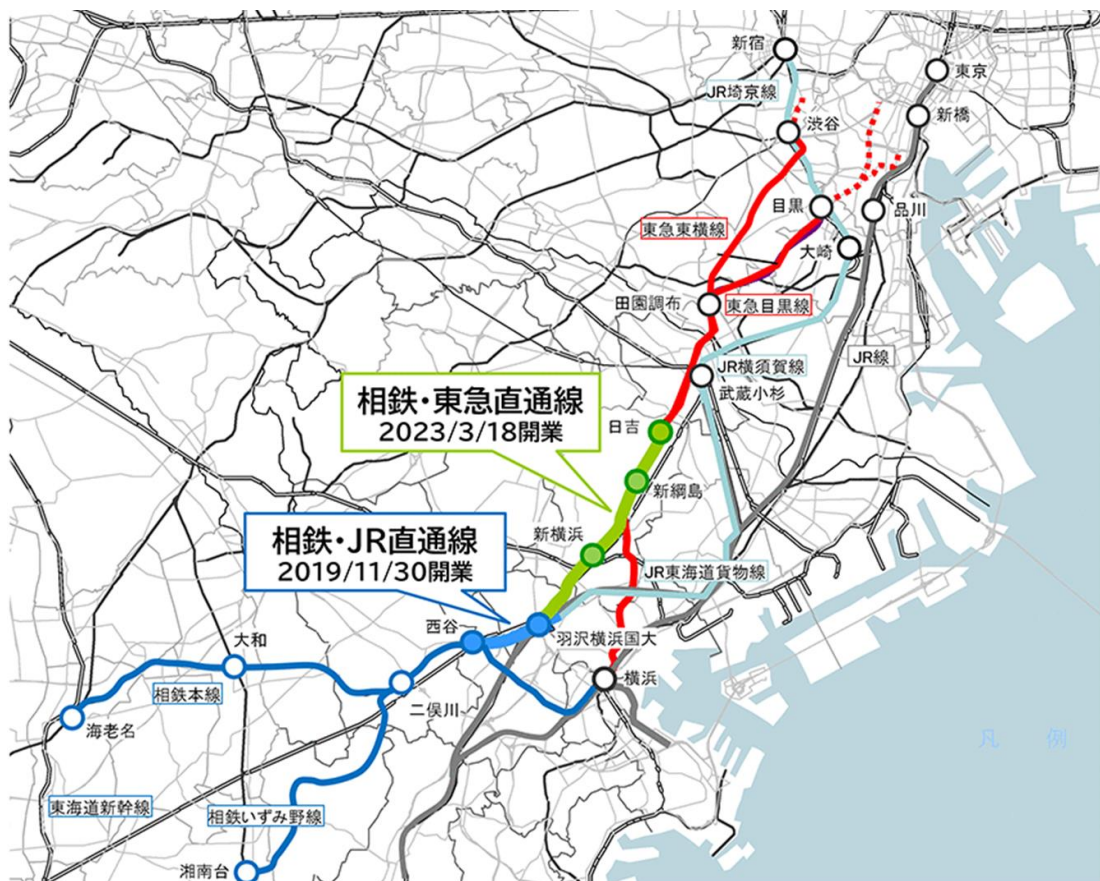 新宿
東京
JR埼京線
新橋
渋谷
目黒
品川
東急東横線
大崎
田園調布
東急目黒線
JR線
JR横須賀線
武蔵小杉
相鉄・東急直通線
2023/3/18開業
日吉
新綱島
相鉄・JR直通線
2019/11/30開業
新横浜
JR東海道貨物線
西谷
羽沢横浜国大
大和
横浜
相鉄本線
二俣川
海老名
凡 例
東海道新幹線
相鉄いずみ野線
湘南台